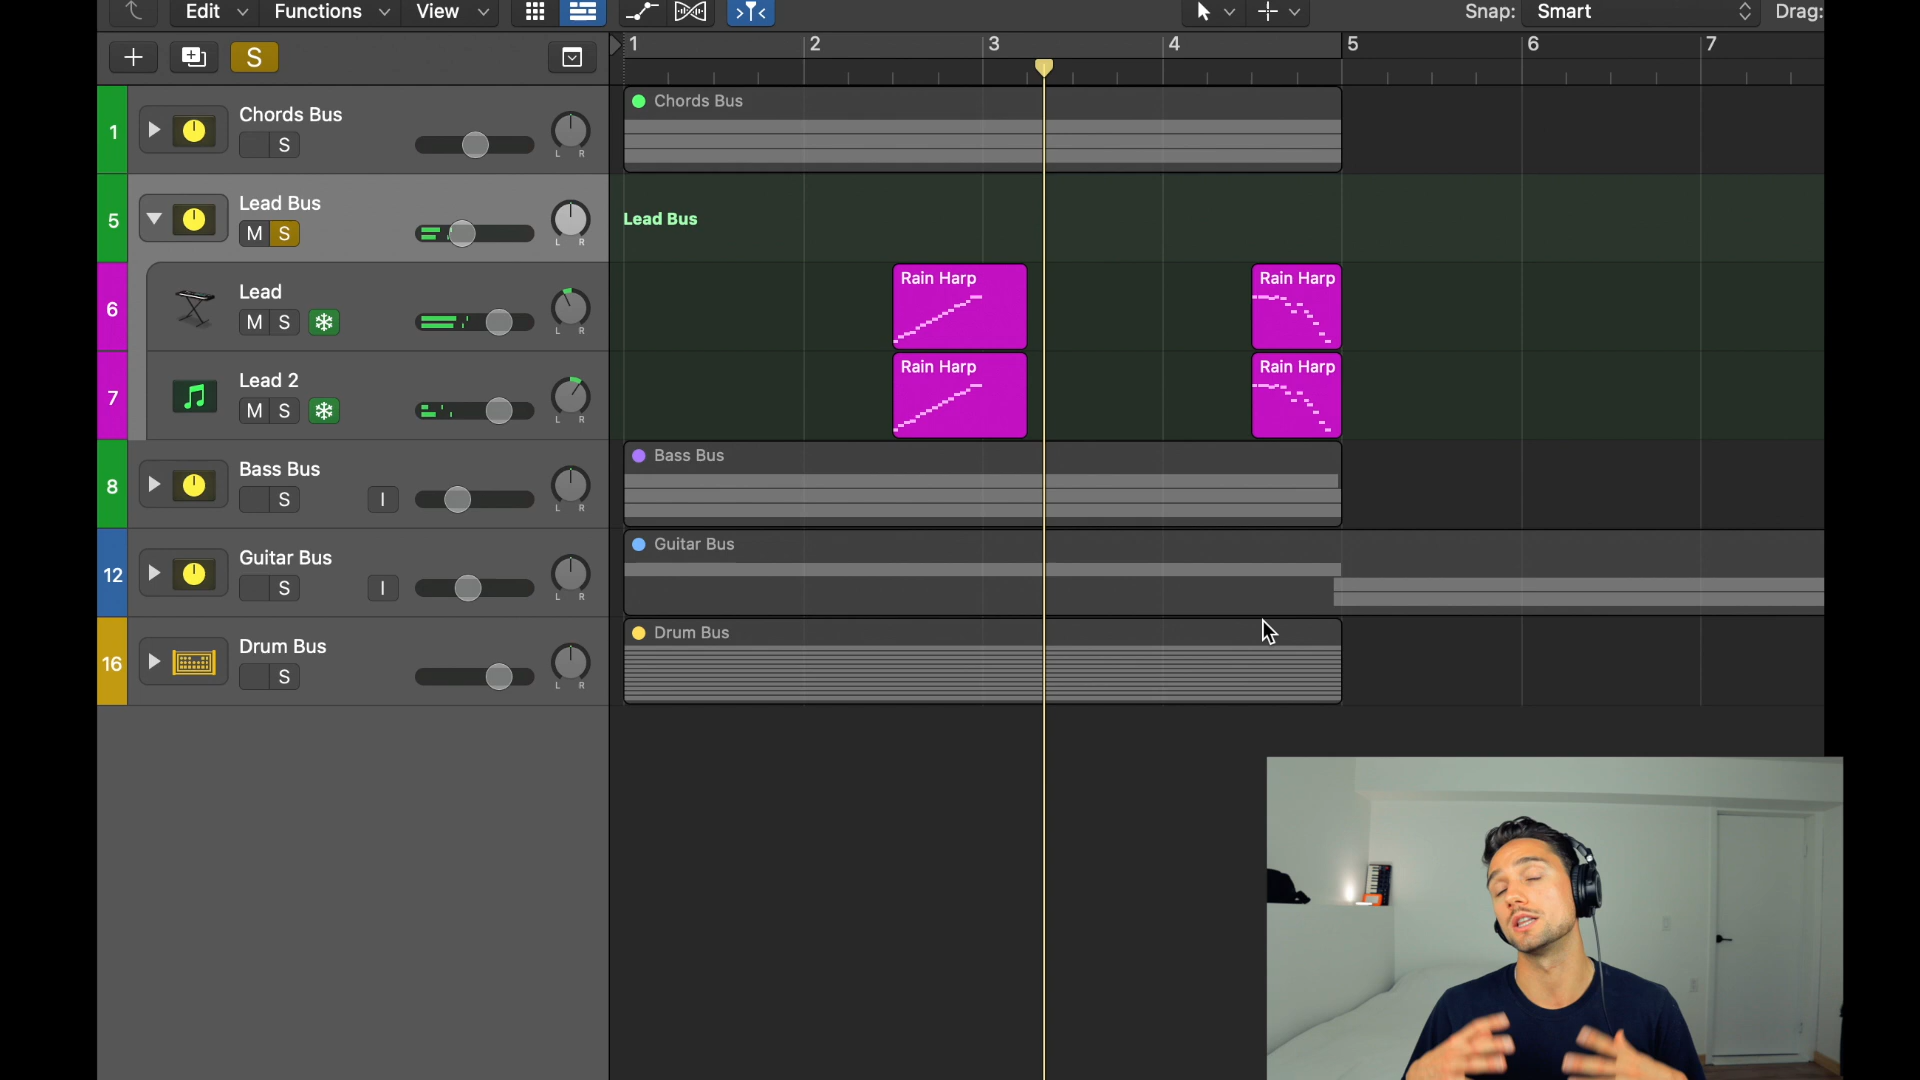 Edit Functions View Snap: Smart Drag:
S 1 2 3 4 5 6 7
1 Chords Bus
S L R
Chords Bus
5 Lead Bus
M S L R
Lead Bus
6 Lead
M S L R
Rain Harp Rain Harp
7 Lead 2
M S L R
Rain Harp Rain Harp
8 Bass Bus
S I L R
Bass Bus
12 Guitar Bus
S I L R
Guitar Bus
16 Drum Bus
S L R
Drum Bus